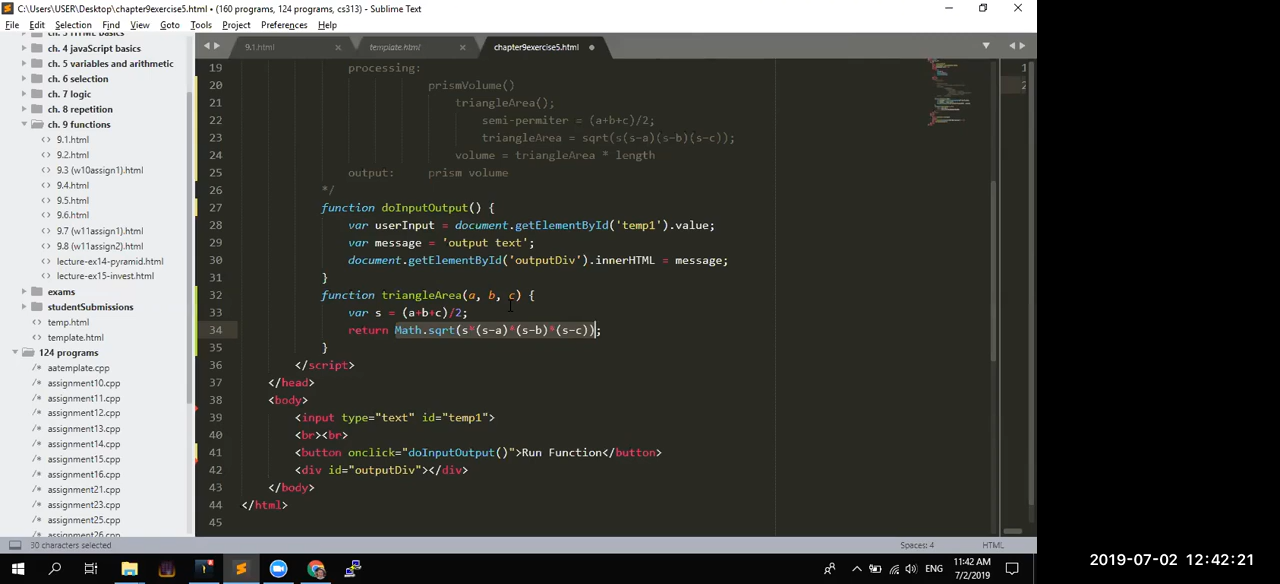 C:\Users\USER\Desktop\chapter9exercise5.html • (160 programs, 124 programs, cs313) - Sublime Text
File Edit Selection Find View Goto Tools Project Preferences Help
9.1.html × template.html × chapter9exercise5.html
ch. 4 javaScript basics
ch. 5 variables and arithmetic
ch. 6 selection
ch. 7 logic
ch. 8 repetition
ch. 9 functions
9.1.html
9.2.html
9.3 (w10assign1).html
9.4.html
9.5.html
9.6.html
9.7 (w11assign1).html
9.8 (w11assign2).html
lecture-ex14-pyramid.html
lecture-ex15-invest.html
exams
studentSubmissions
temp.html
template.html
124 programs
aatemplate.cpp
assignment10.cpp
assignment11.cpp
assignment12.cpp
assignment13.cpp
assignment14.cpp
assignment15.cpp
assignment16.cpp
assignment21.cpp
assignment23.cpp
assignment25.cpp
assignment26.cpp
19 processing:
20 prismVolume()
21 triangleArea();
22 semi-permiter = (a+b+c)/2;
23 triangleArea = sqrt(s(s-a)(s-b)(s-c));
24 volume = triangleArea * length
25 output: prism volume
26 */
27 function doInputOutput() {
28 var userInput = document.getElementById('temp1').value;
29 var message = 'output text';
30 document.getElementById('outputDiv').innerHTML = message;
31 }
32 function triangleArea(a, b, c) {
33 var s = (a+b+c)/2;
34 return Math.sqrt(s*(s-a)*(s-b)*(s-c));
35 }
36 </script>
37 </head>
38 <body>
39 <input type="text" id="temp1">
40 <br><br>
41 <button onclick="doInputOutput()">Run Function</button>
42 <div id="outputDiv"></div>
43 </body>
44 </html>
45
1
2
30 characters selected Spaces: 4 HTML
ENG
11:42 AM
7/2/2019
2019-07-02 12:42:21